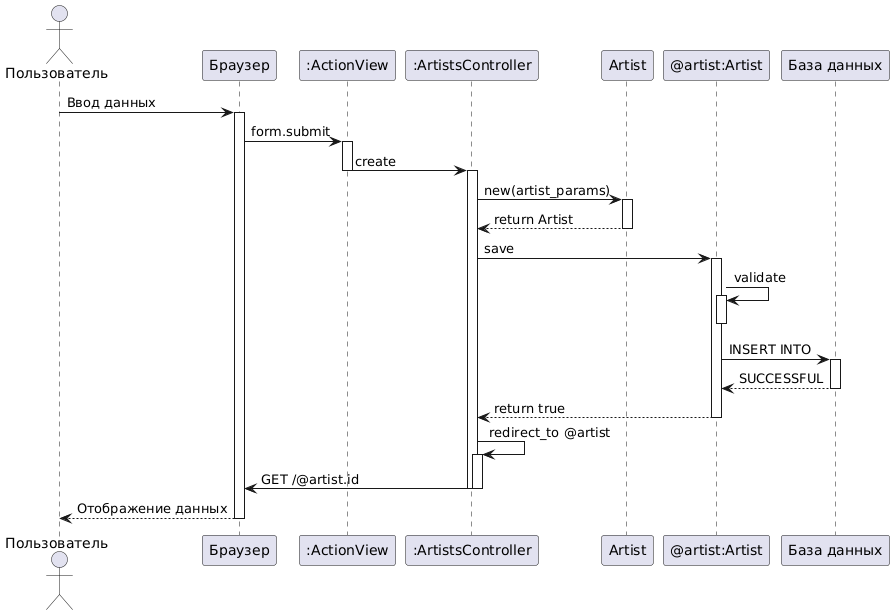 Пользователь
Браузер
:ActionView
:ArtistsController
Artist
@artist:Artist
База данных
Ввод данных
form.submit
create
new(artist_params)
return Artist
save
validate
INSERT INTO
SUCCESSFUL
return true
redirect_to @artist
GET /@artist.id
Отображение данных
Пользователь
Браузер
:ActionView
:ArtistsController
Artist
@artist:Artist
База данных